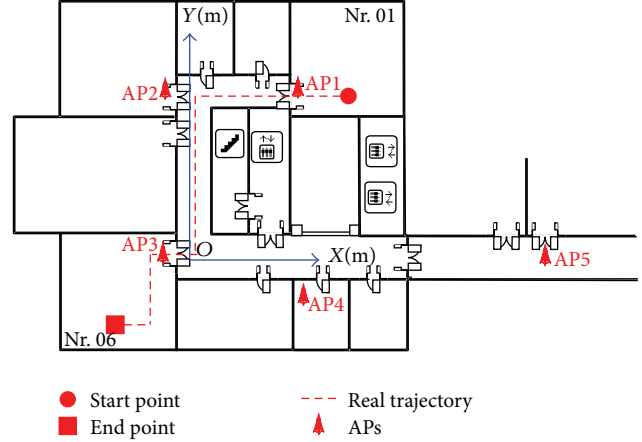 Y(m)
Nr. 01
AP1
AP2
AP3
O
X(m)
AP5
AP4
Nr. 06
Start point
Real trajectory
End point
APs